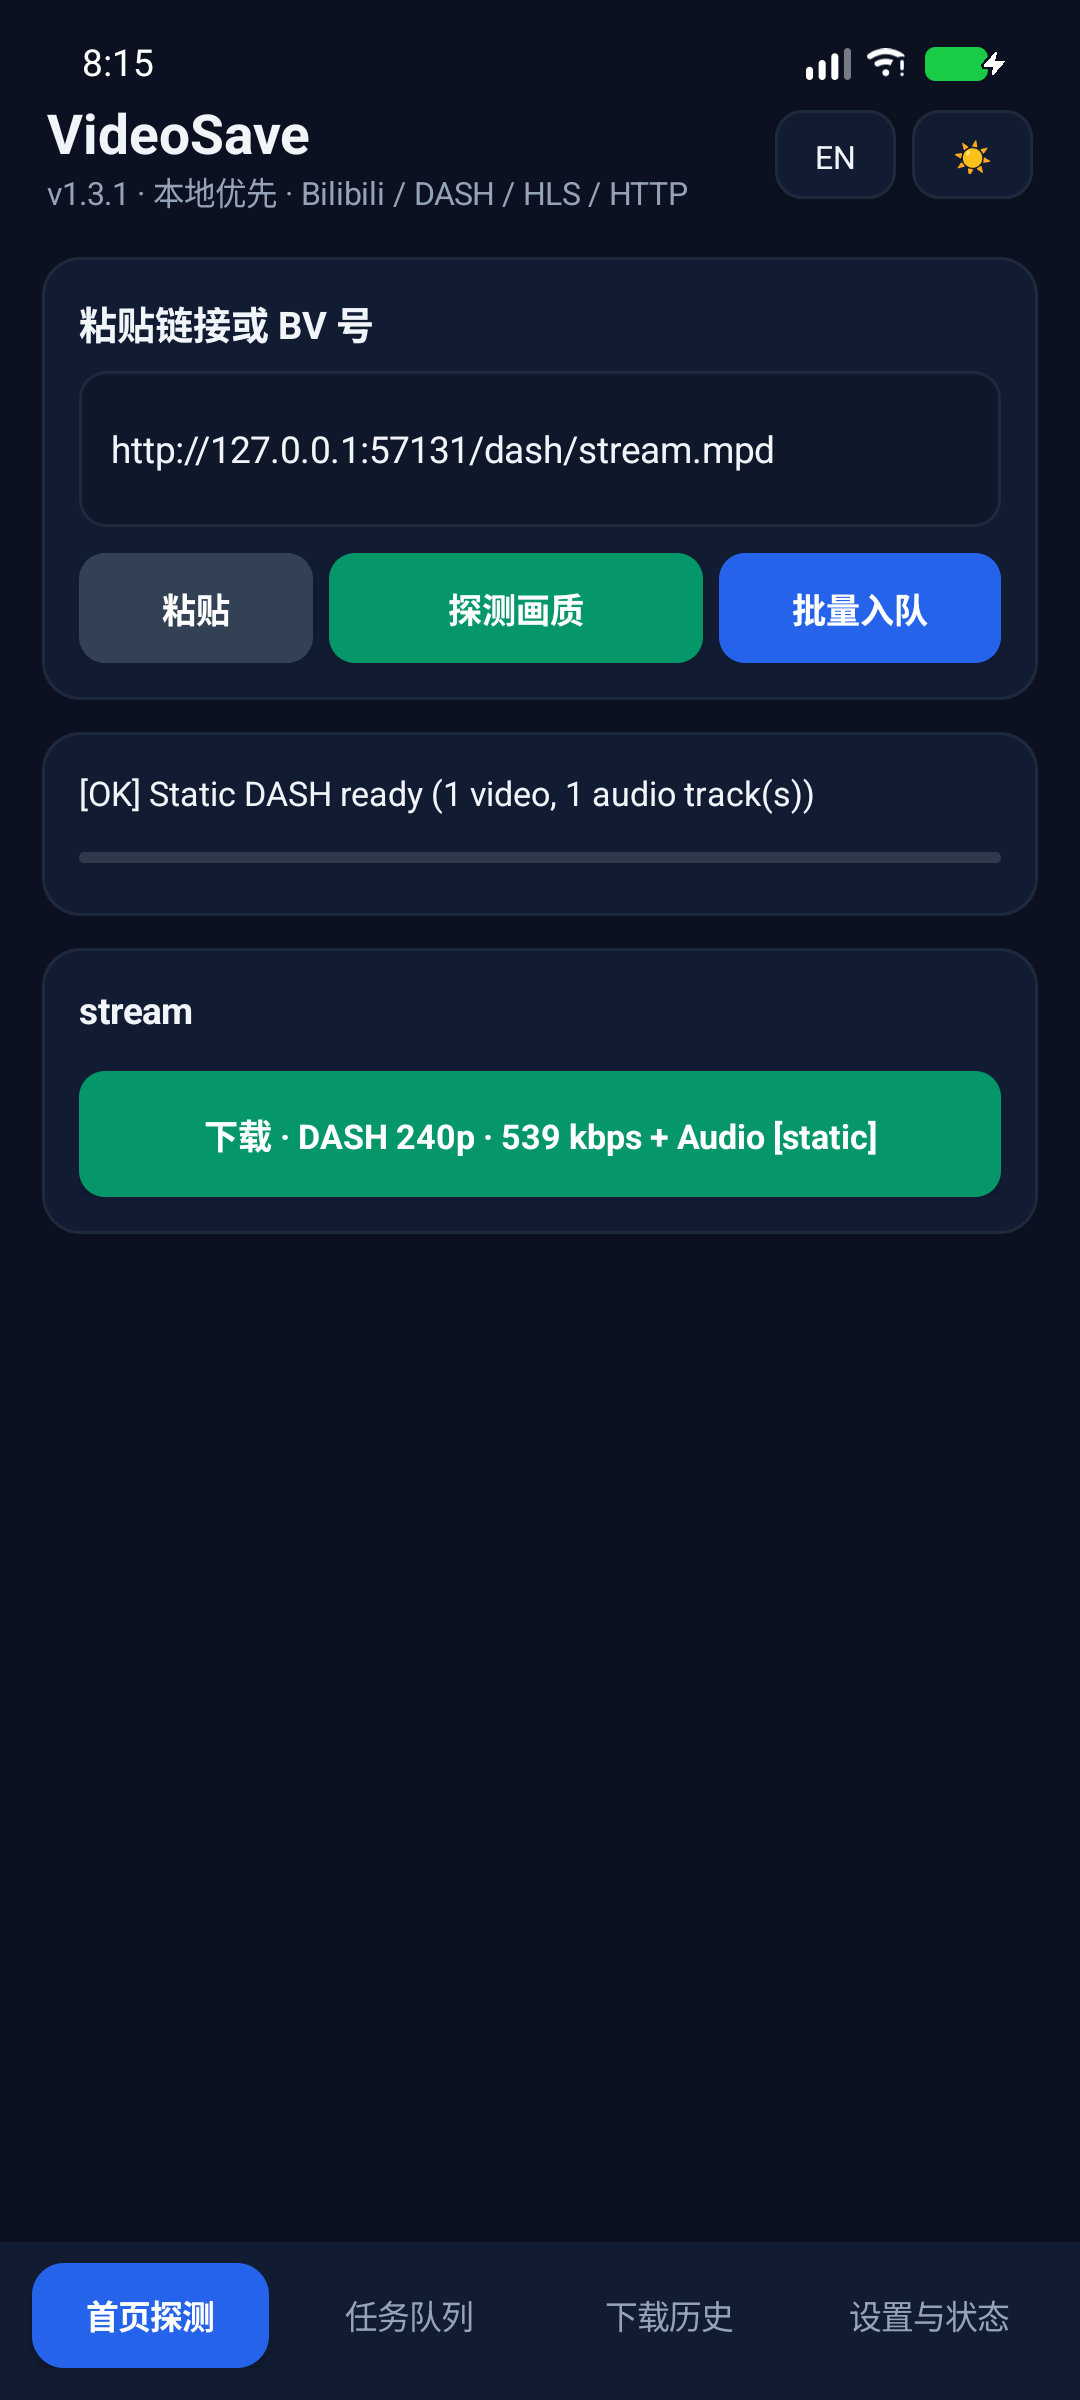 8:15
VideoSave
v1.3.1 · 本地优先 · Bilibili / DASH / HLS / HTTP
EN
粘贴链接或 BV 号
http://127.0.0.1:57131/dash/stream.mpd
粘贴
探测画质
批量入队
[OK] Static DASH ready (1 video, 1 audio track(s))
stream
下载 · DASH 240p · 539 kbps + Audio [static]
首页探测
任务队列
下载历史
设置与状态